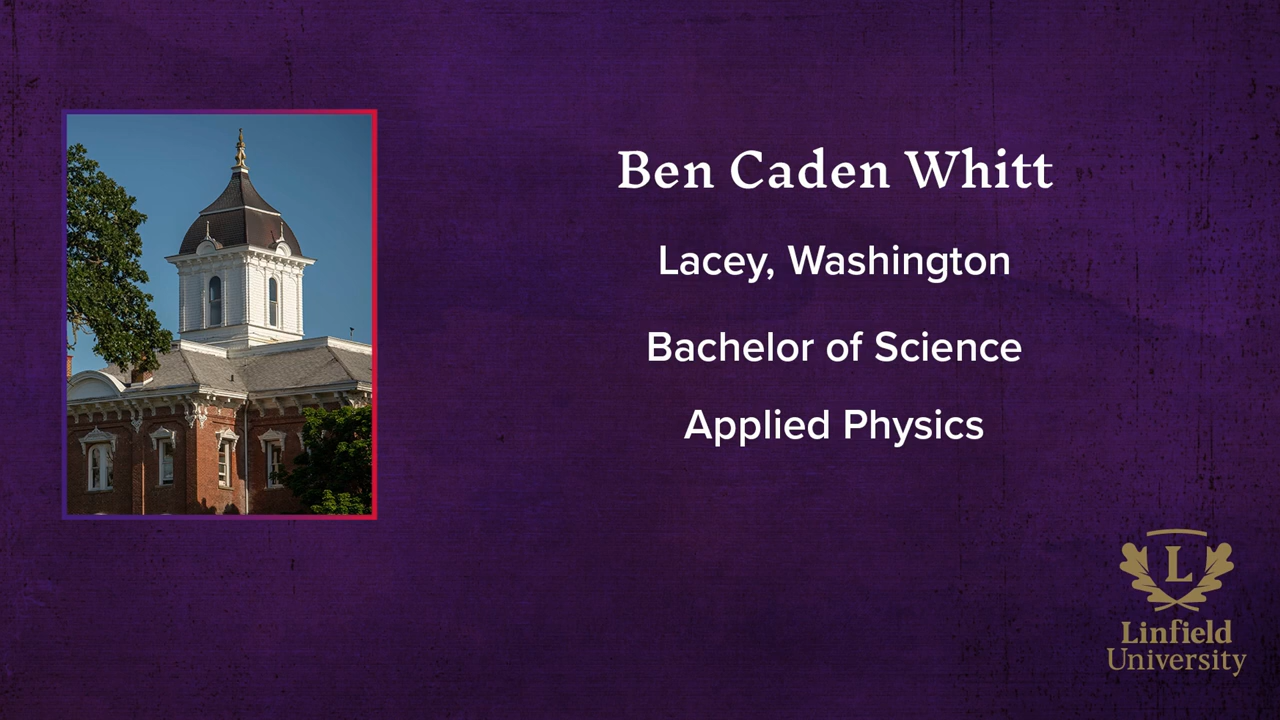 Ben Caden Whitt
Lacey, Washington
Bachelor of Science
Applied Physics
L
Linfield
University